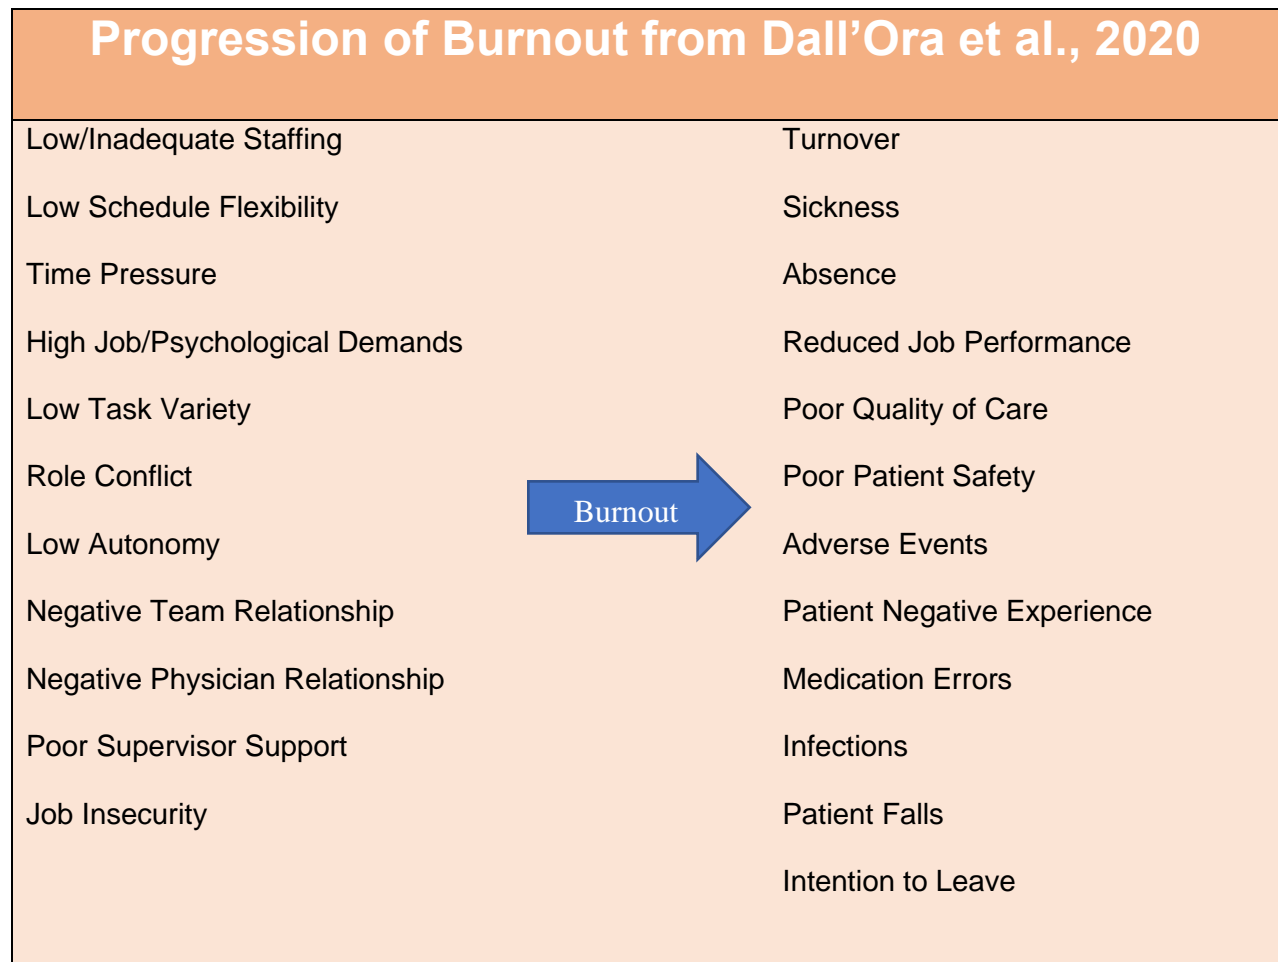 Progression of Burnout from Dall’Ora et al., 2020
Low/Inadequate Staffing
Low Schedule Flexibility
Time Pressure
High Job/Psychological Demands
Low Task Variety
Role Conflict
Low Autonomy
Negative Team Relationship
Negative Physician Relationship
Poor Supervisor Support
Job Insecurity
Burnout
Turnover
Sickness
Absence
Reduced Job Performance
Poor Quality of Care
Poor Patient Safety
Adverse Events
Patient Negative Experience
Medication Errors
Infections
Patient Falls
Intention to Leave